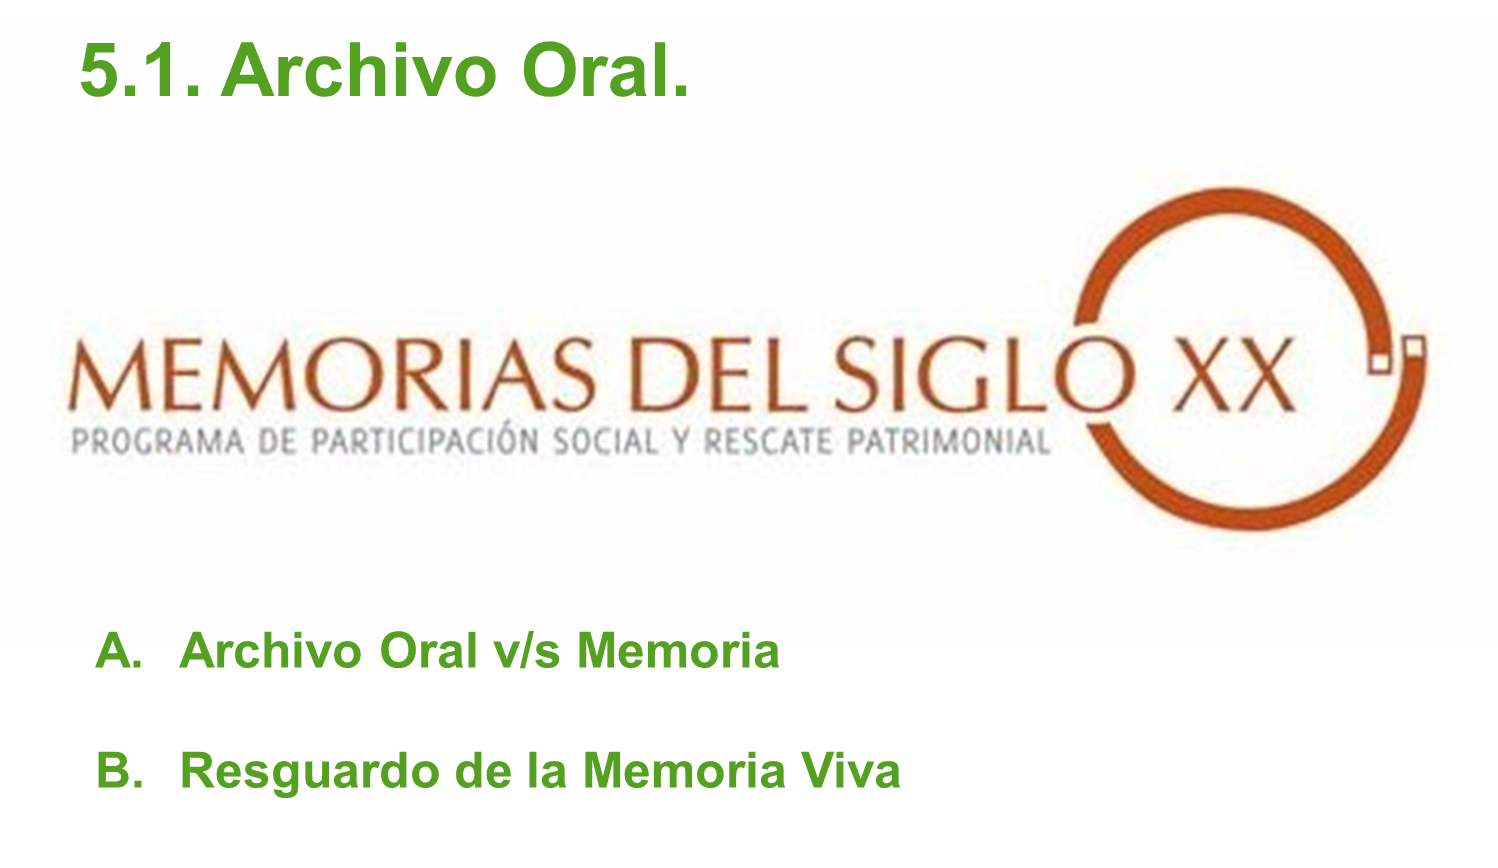 5.1. Archivo Oral.
MEMORIAS DEL SIGLO XX
PROGRAMA DE PARTICIPACIÓN SOCIAL Y RESCATE PATRIMONIAL
A. Archivo Oral v/s Memoria
B. Resguardo de la Memoria Viva